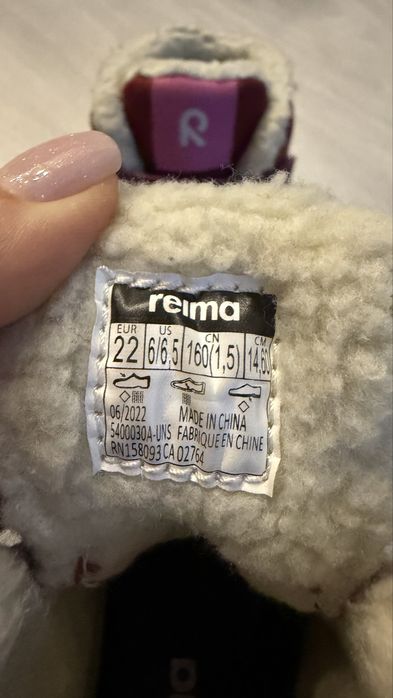 R
reima
EUR US CN CM
22 6/6,5 160(1,5) 14,60
06/2022 MADE IN CHINA
5400030A-UNS FABRIQUE EN CHINE
RN158093 CA 02764